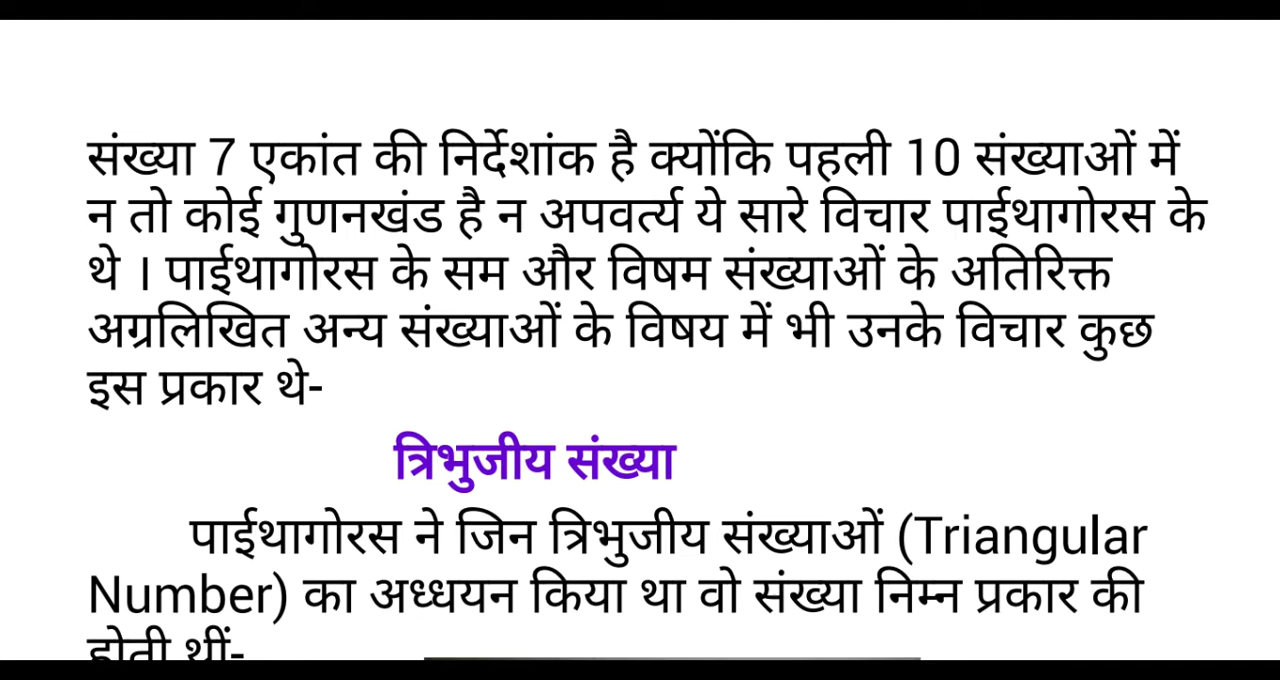 संख्या 7 एकांत की निर्देशांक है क्योंकि पहली 10 संख्याओं में
न तो कोई गुणनखंड है न अपवर्त्य ये सारे विचार पाईथागोरस के
थे । पाईथागोरस के सम और विषम संख्याओं के अतिरिक्त
अग्रलिखित अन्य संख्याओं के विषय में भी उनके विचार कुछ
इस प्रकार थे-
त्रिभुजीय संख्या
पाईथागोरस ने जिन त्रिभुजीय संख्याओं (Triangular
Number) का अध्धयन किया था वो संख्या निम्न प्रकार की
होती थीं-